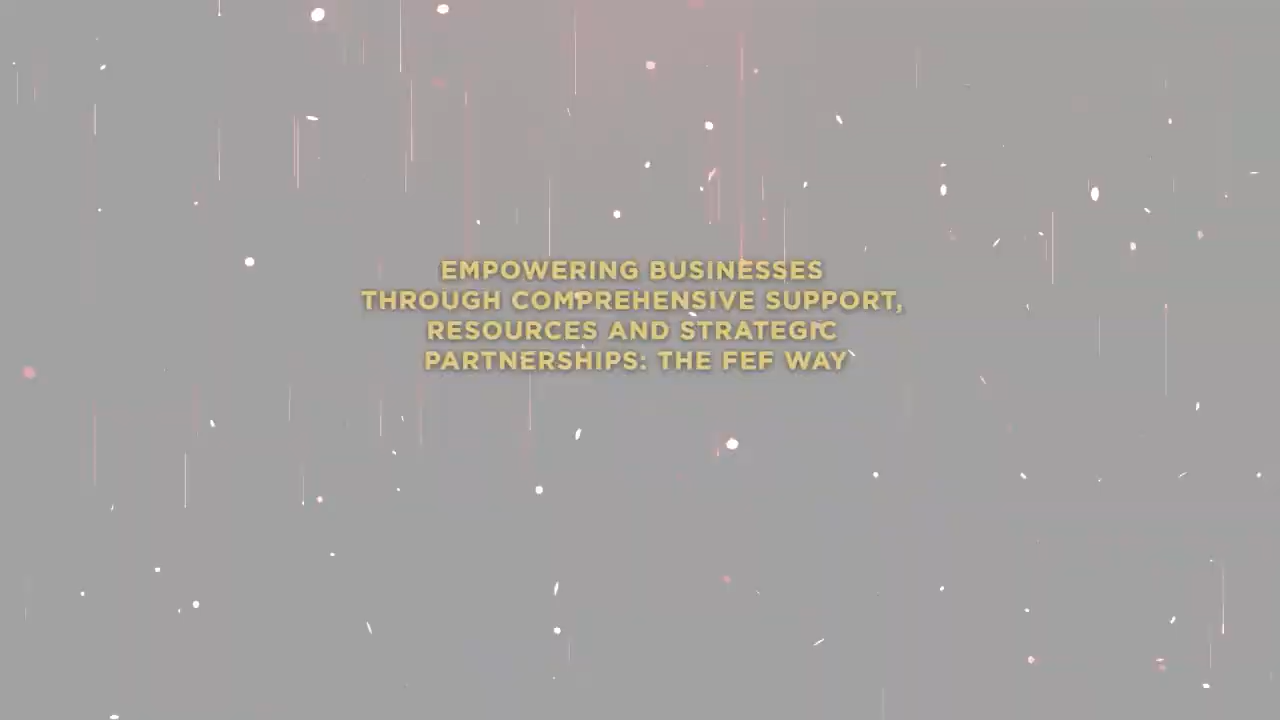 EMPOWERING BUSINESSES
THROUGH COMPREHENSIVE SUPPORT,
RESOURCES AND STRATEGIC
PARTNERSHIPS: THE FEF WAY